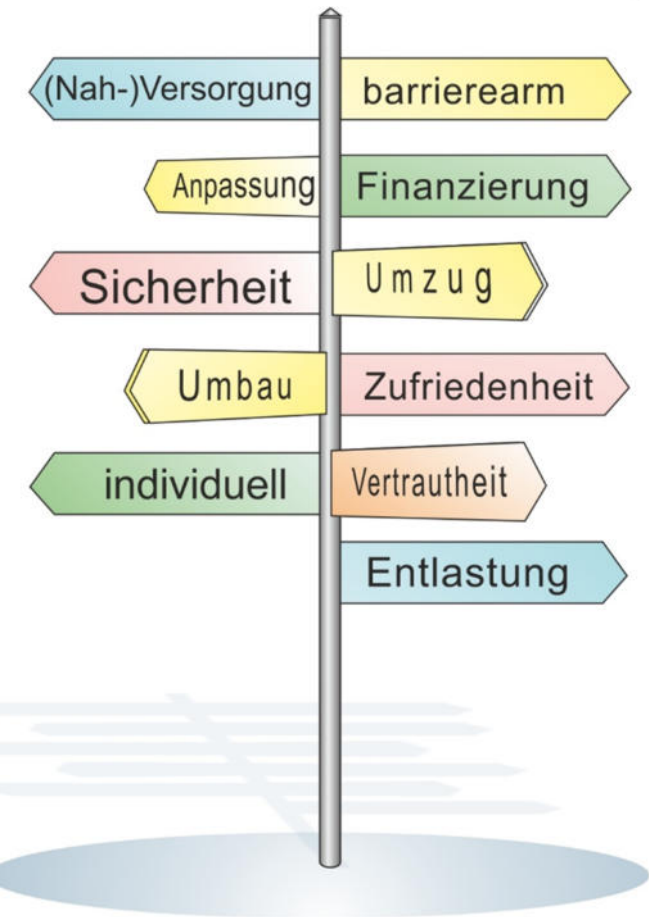 (Nah-)Versorgung
barrierearm
Anpassung
Finanzierung
Sicherheit
Umzug
Umbau
Zufriedenheit
individuell
Vertrautheit
Entlastung